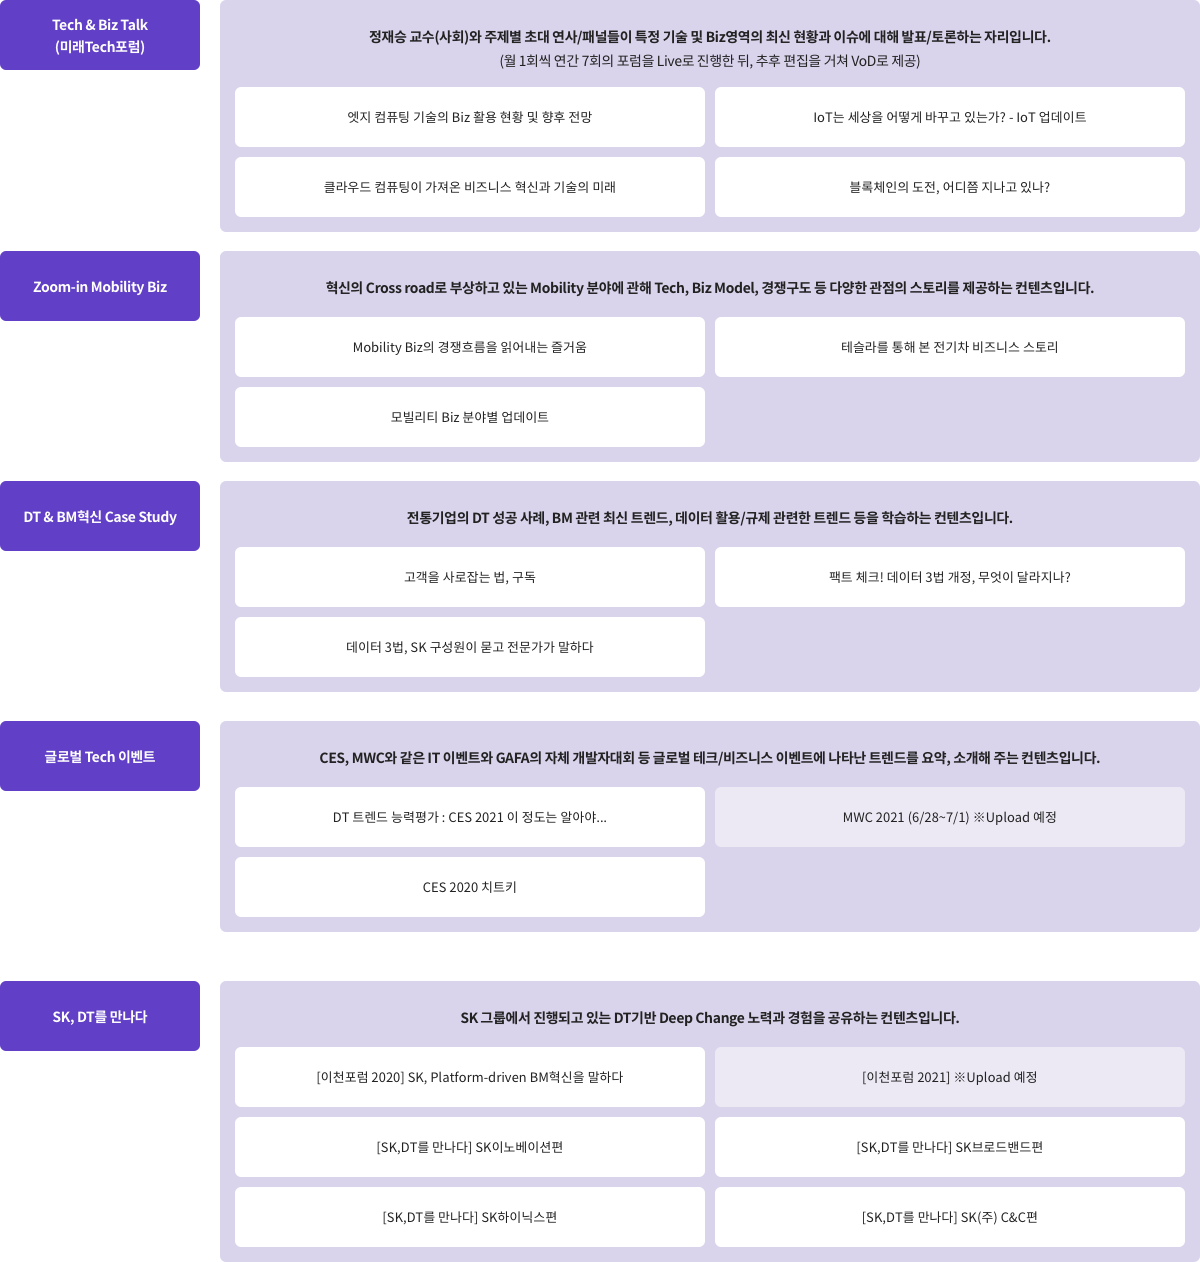 Tech & Biz Talk
(미래Tech포럼)
정재승 교수(사회)와 주제별 초대 연사/패널들이 특정 기술 및 Biz영역의 최신 현황과 이슈에 대해 발표/토론하는 자리입니다.
(월 1회씩 연간 7회의 포럼을 Live로 진행한 뒤, 추후 편집을 거쳐 VoD로 제공)
엣지 컴퓨팅 기술의 Biz 활용 현황 및 향후 전망
IoT는 세상을 어떻게 바꾸고 있는가? - IoT 업데이트
클라우드 컴퓨팅이 가져온 비즈니스 혁신과 기술의 미래
블록체인의 도전, 어디쯤 지나고 있나?
Zoom-in Mobility Biz
혁신의 Cross road로 부상하고 있는 Mobility 분야에 관해 Tech, Biz Model, 경쟁구도 등 다양한 관점의 스토리를 제공하는 컨텐츠입니다.
Mobility Biz의 경쟁흐름을 읽어내는 즐거움
테슬라를 통해 본 전기차 비즈니스 스토리
모빌리티 Biz 분야별 업데이트
DT & BM혁신 Case Study
전통기업의 DT 성공 사례, BM 관련 최신 트렌드, 데이터 활용/규제 관련한 트렌드 등을 학습하는 컨텐츠입니다.
고객을 사로잡는 법, 구독
팩트 체크! 데이터 3법 개정, 무엇이 달라지나?
데이터 3법, SK 구성원이 묻고 전문가가 말하다
글로벌 Tech 이벤트
CES, MWC와 같은 IT 이벤트와 GAFA의 자체 개발자대회 등 글로벌 테크/비즈니스 이벤트에 나타난 트렌드를 요약, 소개해 주는 컨텐츠입니다.
DT 트렌드 능력평가 : CES 2021 이 정도는 알아야...
MWC 2021 (6/28~7/1) ※Upload 예정
CES 2020 치트키
SK, DT를 만나다
SK 그룹에서 진행되고 있는 DT기반 Deep Change 노력과 경험을 공유하는 컨텐츠입니다.
[이천포럼 2020] SK, Platform-driven BM혁신을 말하다
[이천포럼 2021] ※Upload 예정
[SK,DT를 만나다] SK이노베이션편
[SK,DT를 만나다] SK브로드밴드편
[SK,DT를 만나다] SK하이닉스편
[SK,DT를 만나다] SK(주) C&C편